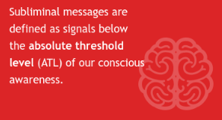 Subliminal messages are
defined as signals below
the absolute threshold
level (ATL) of our conscious
awareness.